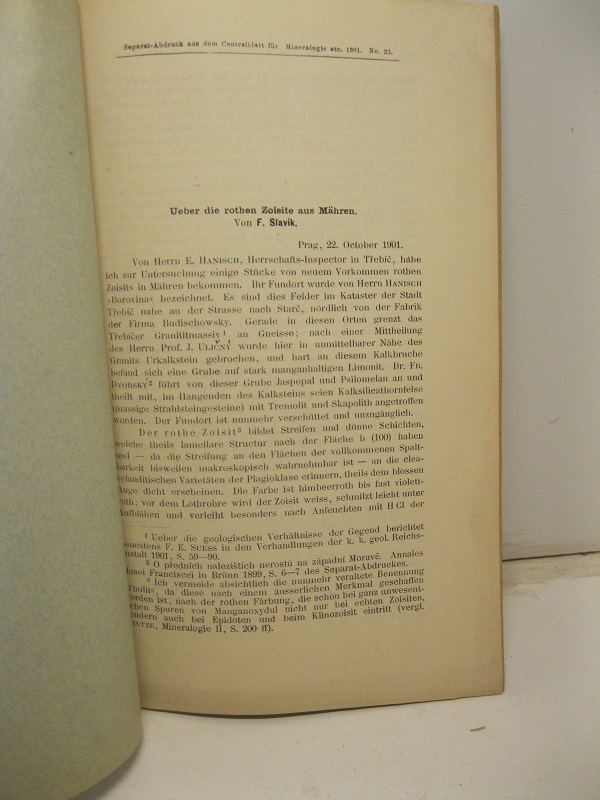 Separat-Abdruck aus dem Centralblatt für Mineralogie etc. 1901. No. 22.
Ueber die rothen Zoisite aus Mähren.
Von F. Slavík.
Prag, 22. October 1901.
Von Herrn E. HANISCH, Herrschafts-Inspector in Třebíč, habe
ich zur Untersuchung einige Stücke von neuem Vorkommen rothen
Zoisits in Mähren bekommen. Ihr Fundort wurde von Herrn HANISCH
»Borovina« bezeichnet. Es sind dies Felder im Kataster der Stadt
Třebíč nahe an der Strasse nach Starč, nördlich von der Fabrik
der Firma Budischowsky. Gerade in diesen Orten grenzt das
Třebíčer Granititmassiv¹ an Gneisse; nach einer Mittheilung
des Herrn Prof. J. ULIČNÝ wurde hier in unmittelbarer Nähe des
Granits Urkalkstein gebrochen, und hart an diesem Kalkbruche
befand sich eine Grube auf stark manganhaltigen Limonit. Dr. FR.
DVORSKÝ² führt von dieser Grube Jaspopal und Psilomelan an und
theilt mit, im Hangenden des Kalksteins seien Kalksilicathornfelse
(massige Strahlsteingesteine) mit Tremolit und Skapolith angetroffen
worden. Der Fundort ist nunmehr verschüttet und unzugänglich.
Der rothe Zoisit³ bildet Streifen und dünne Schichten,
welche theils lamellare Structur nach der Fläche b (100) haben
und — da die Streifung an den Flächen der vollkommenen Spalt-
barkeit bisweilen makroskopisch wahrnehmbar ist — an die clea-
velanditischen Varietäten der Plagioklase erinnern, theils dem blossen
Auge dicht erscheinen. Die Farbe ist himbeerroth bis fast violett-
roth; vor dem Lothrohre wird der Zoisit weiss, schmilzt leicht unter
Aufblähen und verleiht besonders nach Anfeuchten mit HCl der
¹ Ueber die geologischen Verhältnisse der Gegend berichtet
neuestens F. E. SUESS in den Verhandlungen der k. k. geol. Reichs-
anstalt 1901, S. 59—90.
² O předních nalezištích nerostů na západní Moravě. Annales
Musei Franciscei in Brünn 1899, S. 6—7 des Separat-Abdruckes.
³ Ich vermeide absichtlich die nunmehr veraltete Benennung
»Thulit«, da diese nach einem äusserlichen Merkmal geschaffen
worden ist, nach der rothen Färbung, die schon bei ganz unwesent-
lichen Spuren von Manganoxydul nicht nur bei echten Zoisiten,
sondern auch bei Epidoten und beim Klinozoisit eintritt (vergl.
HINTZE, Mineralogie II, S. 200 ff).